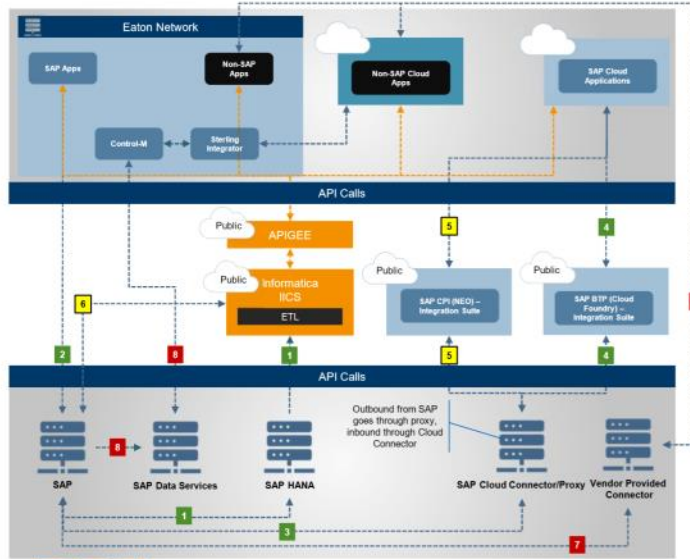 Eaton Network
SAP Apps
Non-SAP
Apps
Non-SAP Cloud
Apps
SAP Cloud
Applications
Control-M
Sterling
Integrator
API Calls
Public
APIGEE
5
4
Public
Informatica
IICS
ETL
Public
SAP CPI (NEO) –
Integration Suite
Public
SAP BTP (Cloud
Foundry) –
Integration Suite
6
2
8
1
5
4
API Calls
Outbound from SAP
goes through proxy,
inbound through Cloud
Connector
8
SAP
SAP Data Services
SAP HANA
SAP Cloud Connector/Proxy
Vendor Provided
Connector
1
3
7